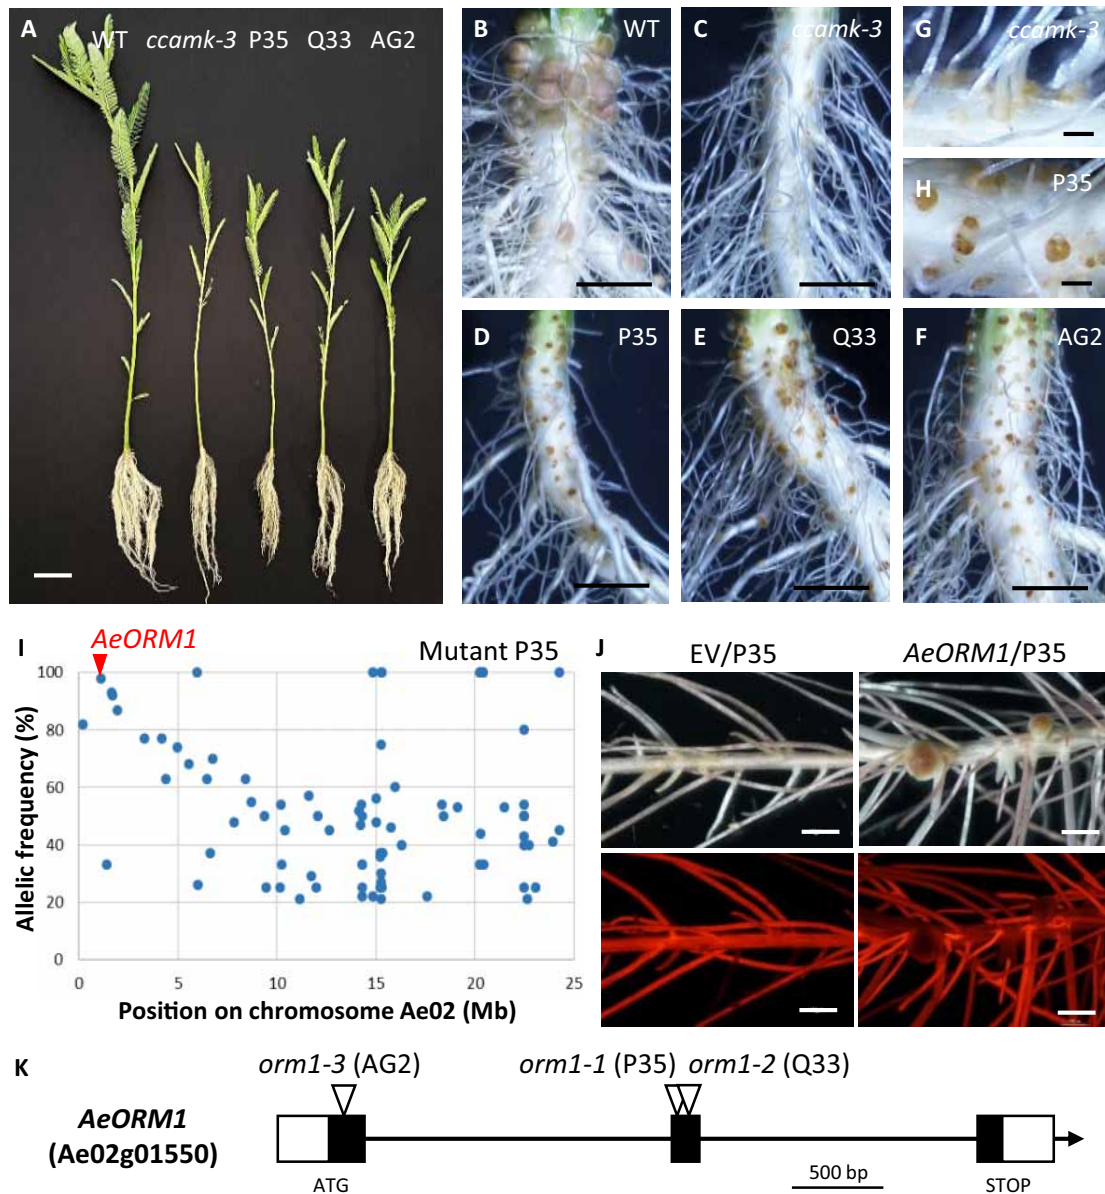 A WT ccamk-3 P35 Q33 AG2
B WT
C ccamk-3
G ccamk-3
H P35
D P35
E Q33
F AG2
I AeORM1 Mutant P35
Allelic frequency (%)
100
80
60
40
20
0
0 5 10 15 20 25
Position on chromosome Ae02 (Mb)
J EV/P35 AeORM1/P35
K orm1-3 (AG2) orm1-1 (P35) orm1-2 (Q33)
AeORM1
(Ae02g01550)
ATG 500 bp STOP